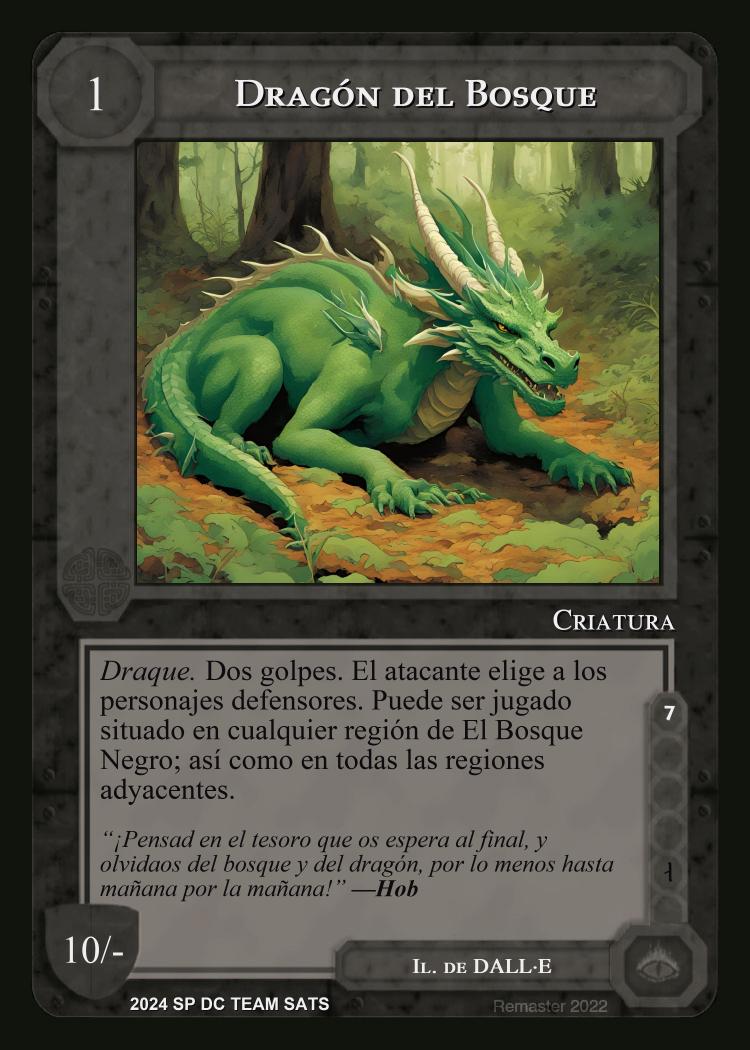 1
Dragón del Bosque
Criatura
Draque. Dos golpes. El atacante elige a los
personajes defensores. Puede ser jugado
situado en cualquier región de El Bosque
Negro; así como en todas las regiones
adyacentes.
7
“¡Pensad en el tesoro que os espera al final, y
olvidaos del bosque y del dragón, por lo menos hasta
mañana por la mañana!” —Hob
10/-
Il. de DALL·E
2024 SP DC TEAM SATS
Remaster 2022